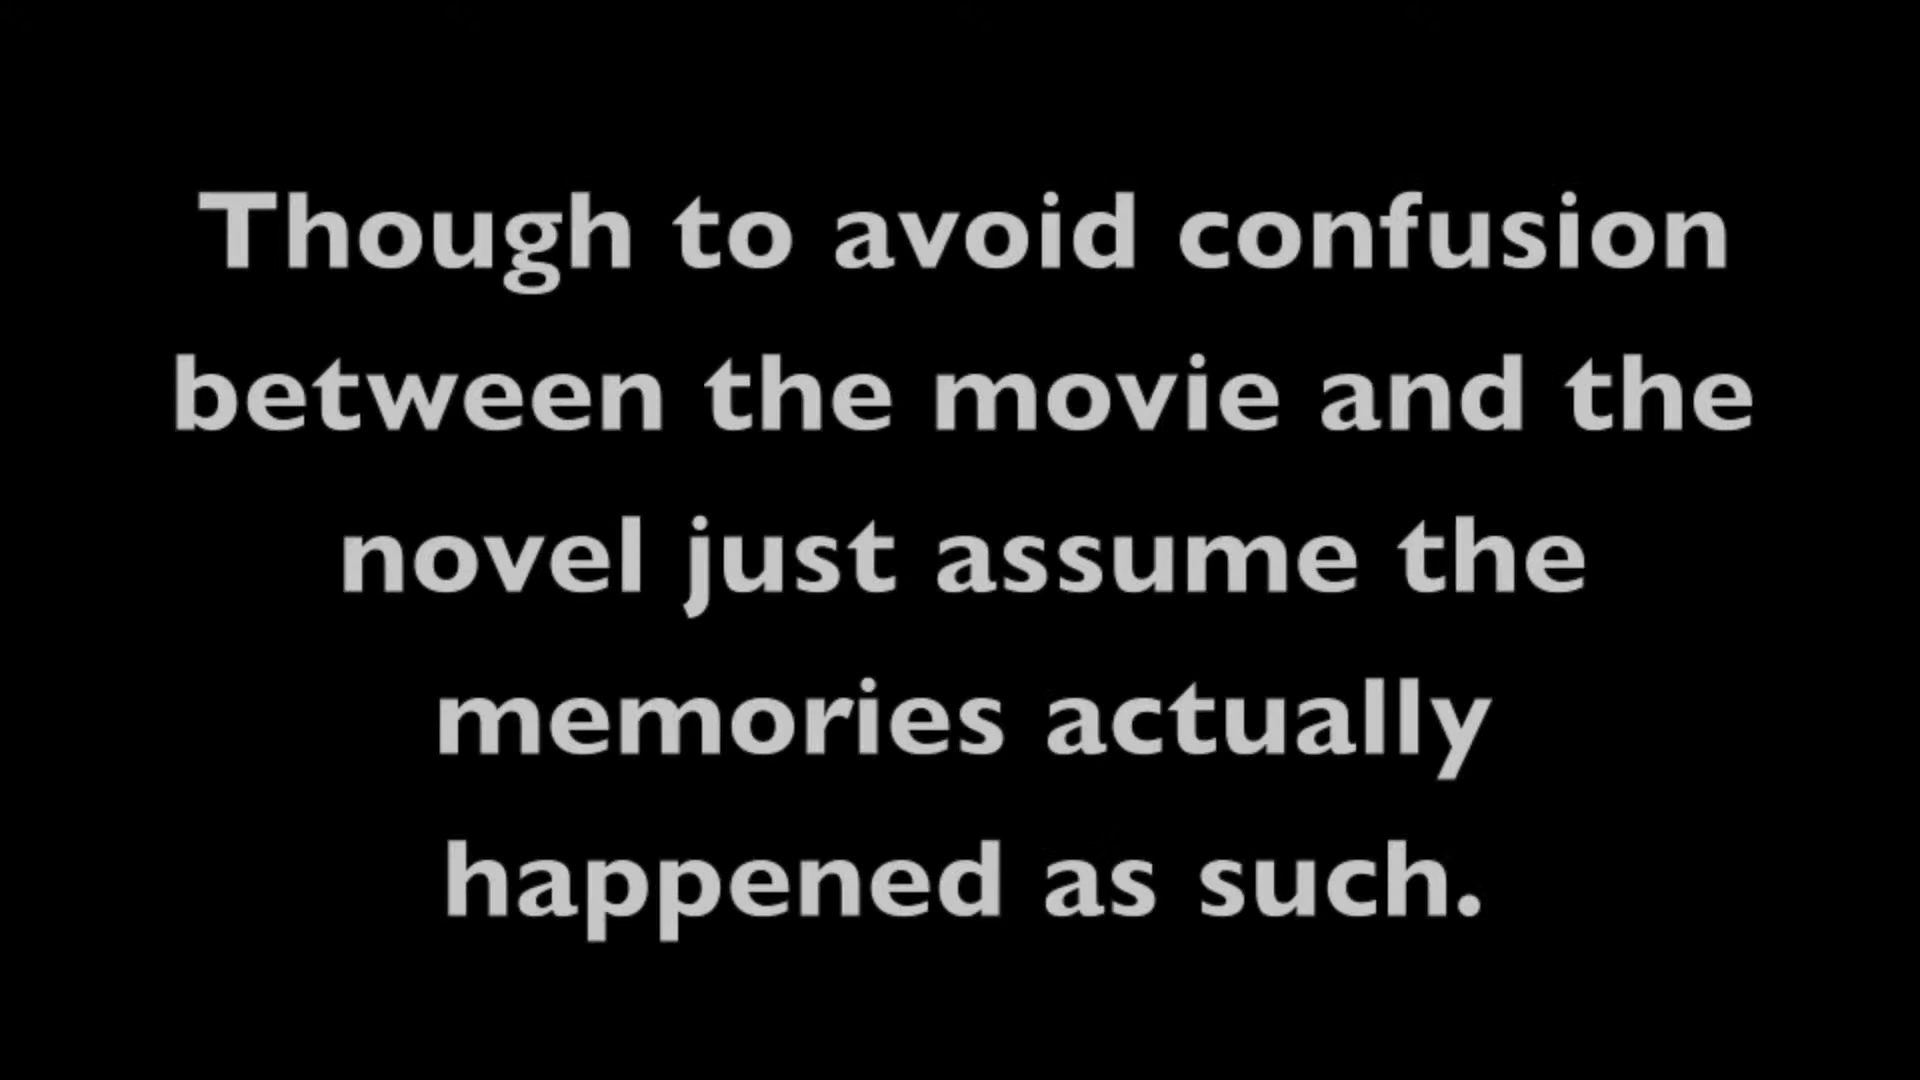 Though to avoid confusion
between the movie and the
novel just assume the
memories actually
happened as such.